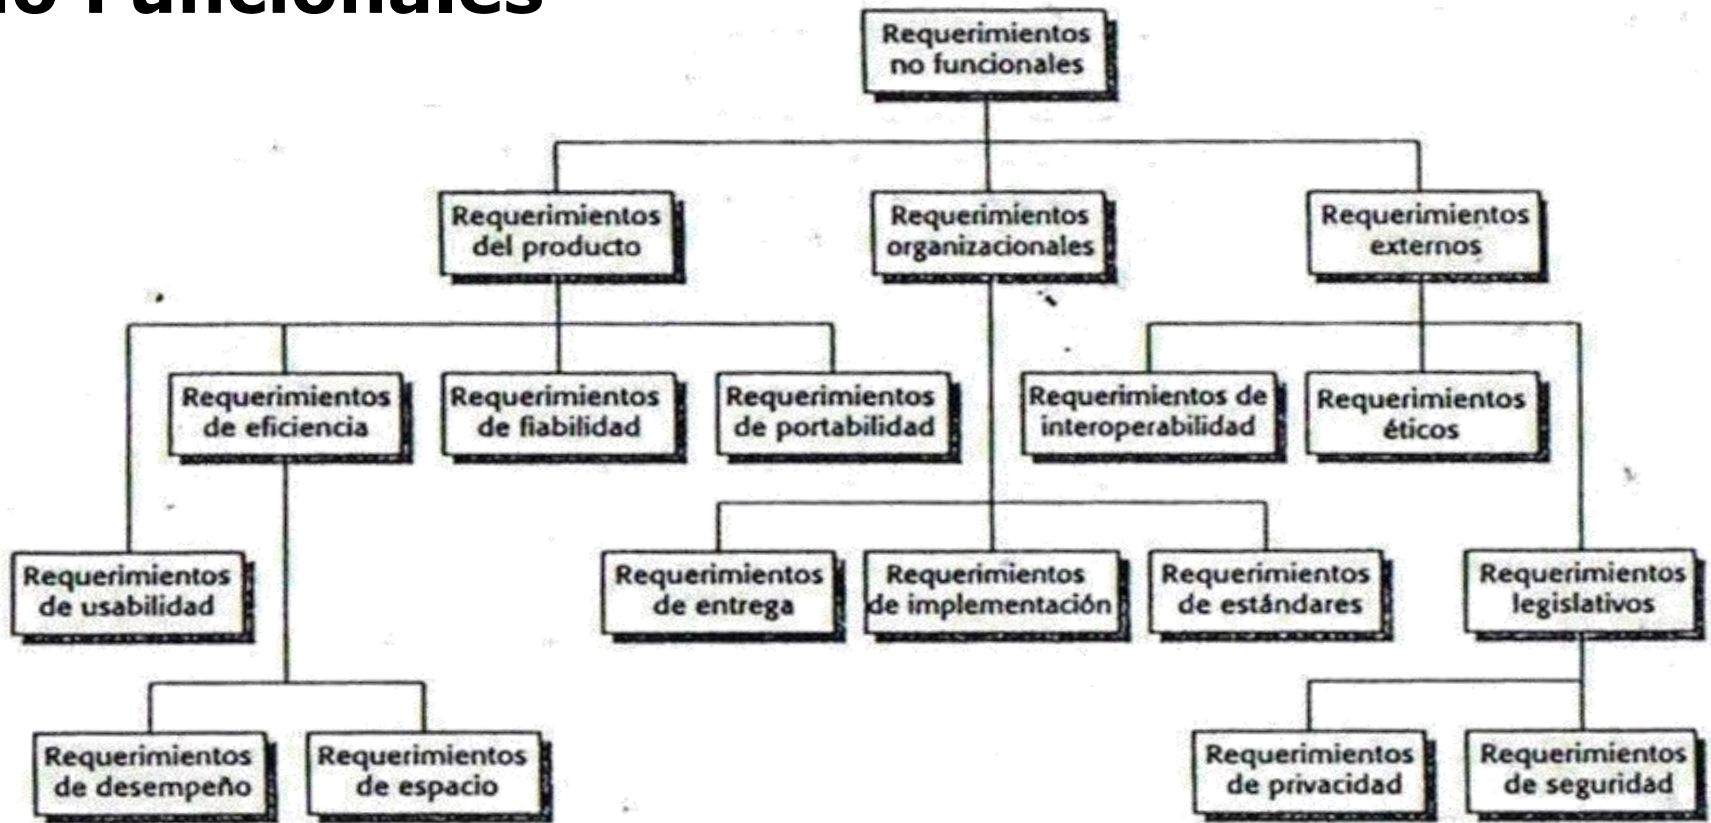 no Funcionales
Requerimientos
no funcionales
Requerimientos
del producto
Requerimientos
organizacionales
Requerimientos
externos
Requerimientos
de eficiencia
Requerimientos
de fiabilidad
Requerimientos
de portabilidad
Requerimientos de
interoperabilidad
Requerimientos
éticos
Requerimientos
de usabilidad
Requerimientos
de entrega
Requerimientos
de implementación
Requerimientos
de estándares
Requerimientos
legislativos
Requerimientos
de desempeño
Requerimientos
de espacio
Requerimientos
de privacidad
Requerimientos
de seguridad